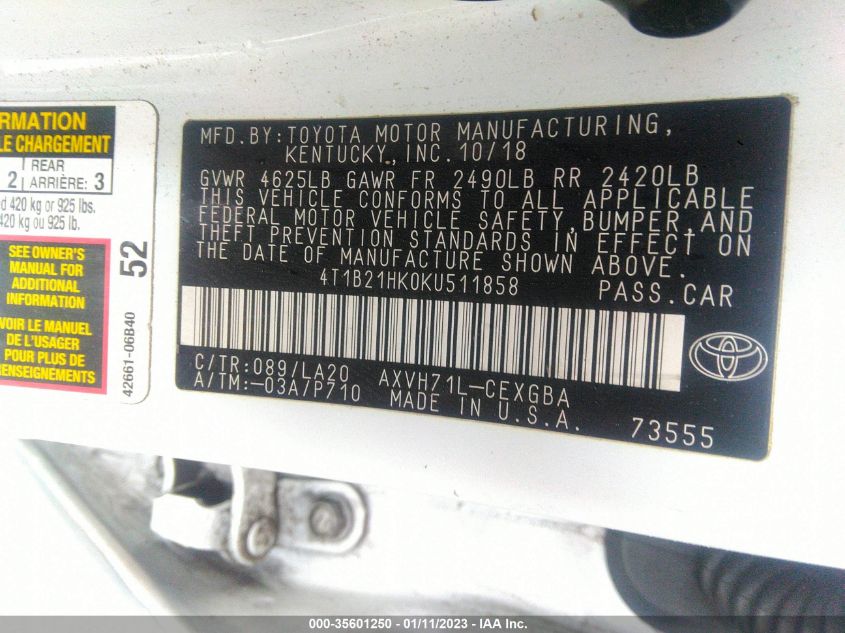 RMATION
LE CHARGEMENT
2 | REAR
ARRIÈRE: 3
d 420 kg or 925 lbs.
420 kg ou 925 lb.
SEE OWNER'S
MANUAL FOR
ADDITIONAL
INFORMATION
VOIR LE MANUEL
DE L'USAGER
POUR PLUS DE
RENSEIGNEMENTS
52
42661-06B40
MFD.BY:TOYOTA MOTOR MANUFACTURING,
KENTUCKY,INC.10/18
GVWR 4625LB GAWR FR 2490LB RR 2420LB
THIS VEHICLE CONFORMS TO ALL APPLICABLE
FEDERAL MOTOR VEHICLE SAFETY,BUMPER,AND
THEFT PREVENTION STANDARDS IN EFFECT ON
THE DATE OF MANUFACTURE SHOWN ABOVE.
4T1B21HK0KU511858 PASS.CAR
C/TR:089/LA20 AXVH71L-CEXGBA
A/TM:-03A/P710 MADE IN U.S.A.
73555
000-35601250 - 01/11/2023 - IAA Inc.